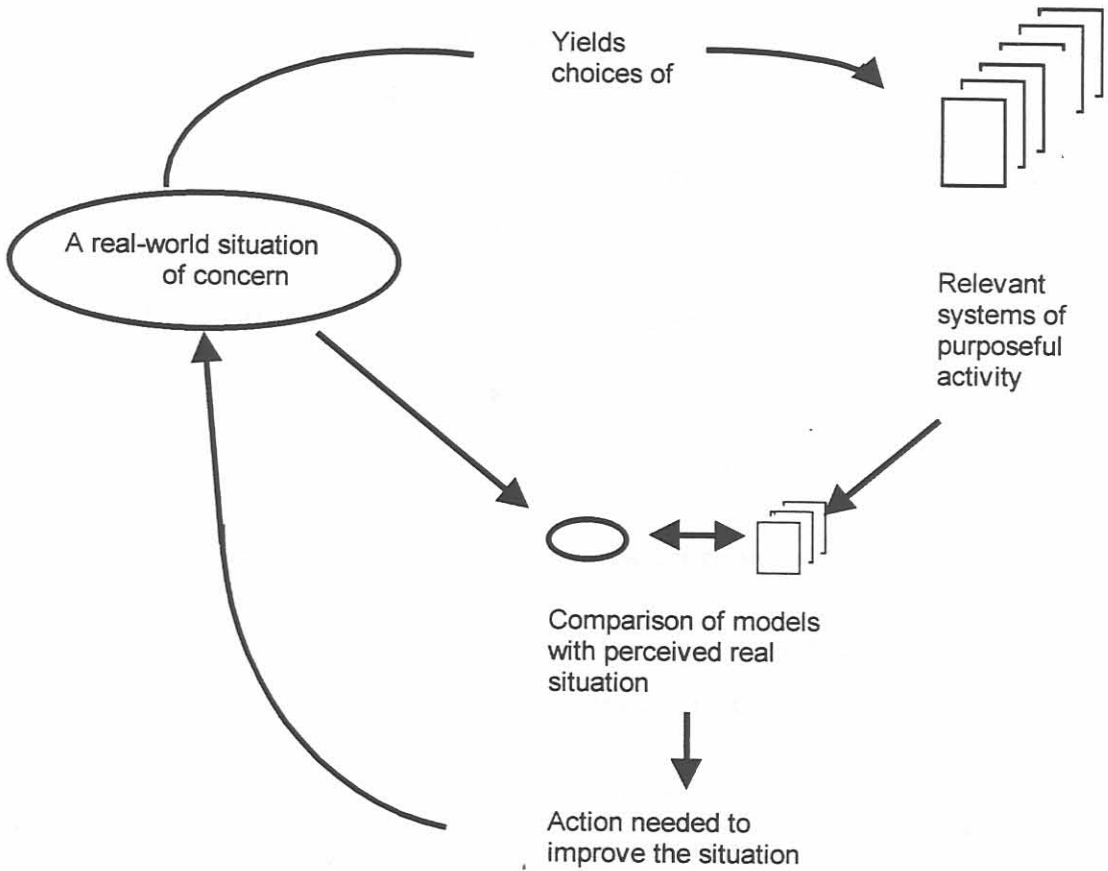 Yields
choices of
A real-world situation
of concern
Relevant
systems of
purposeful
activity
Comparison of models
with perceived real
situation
Action needed to
improve the situation